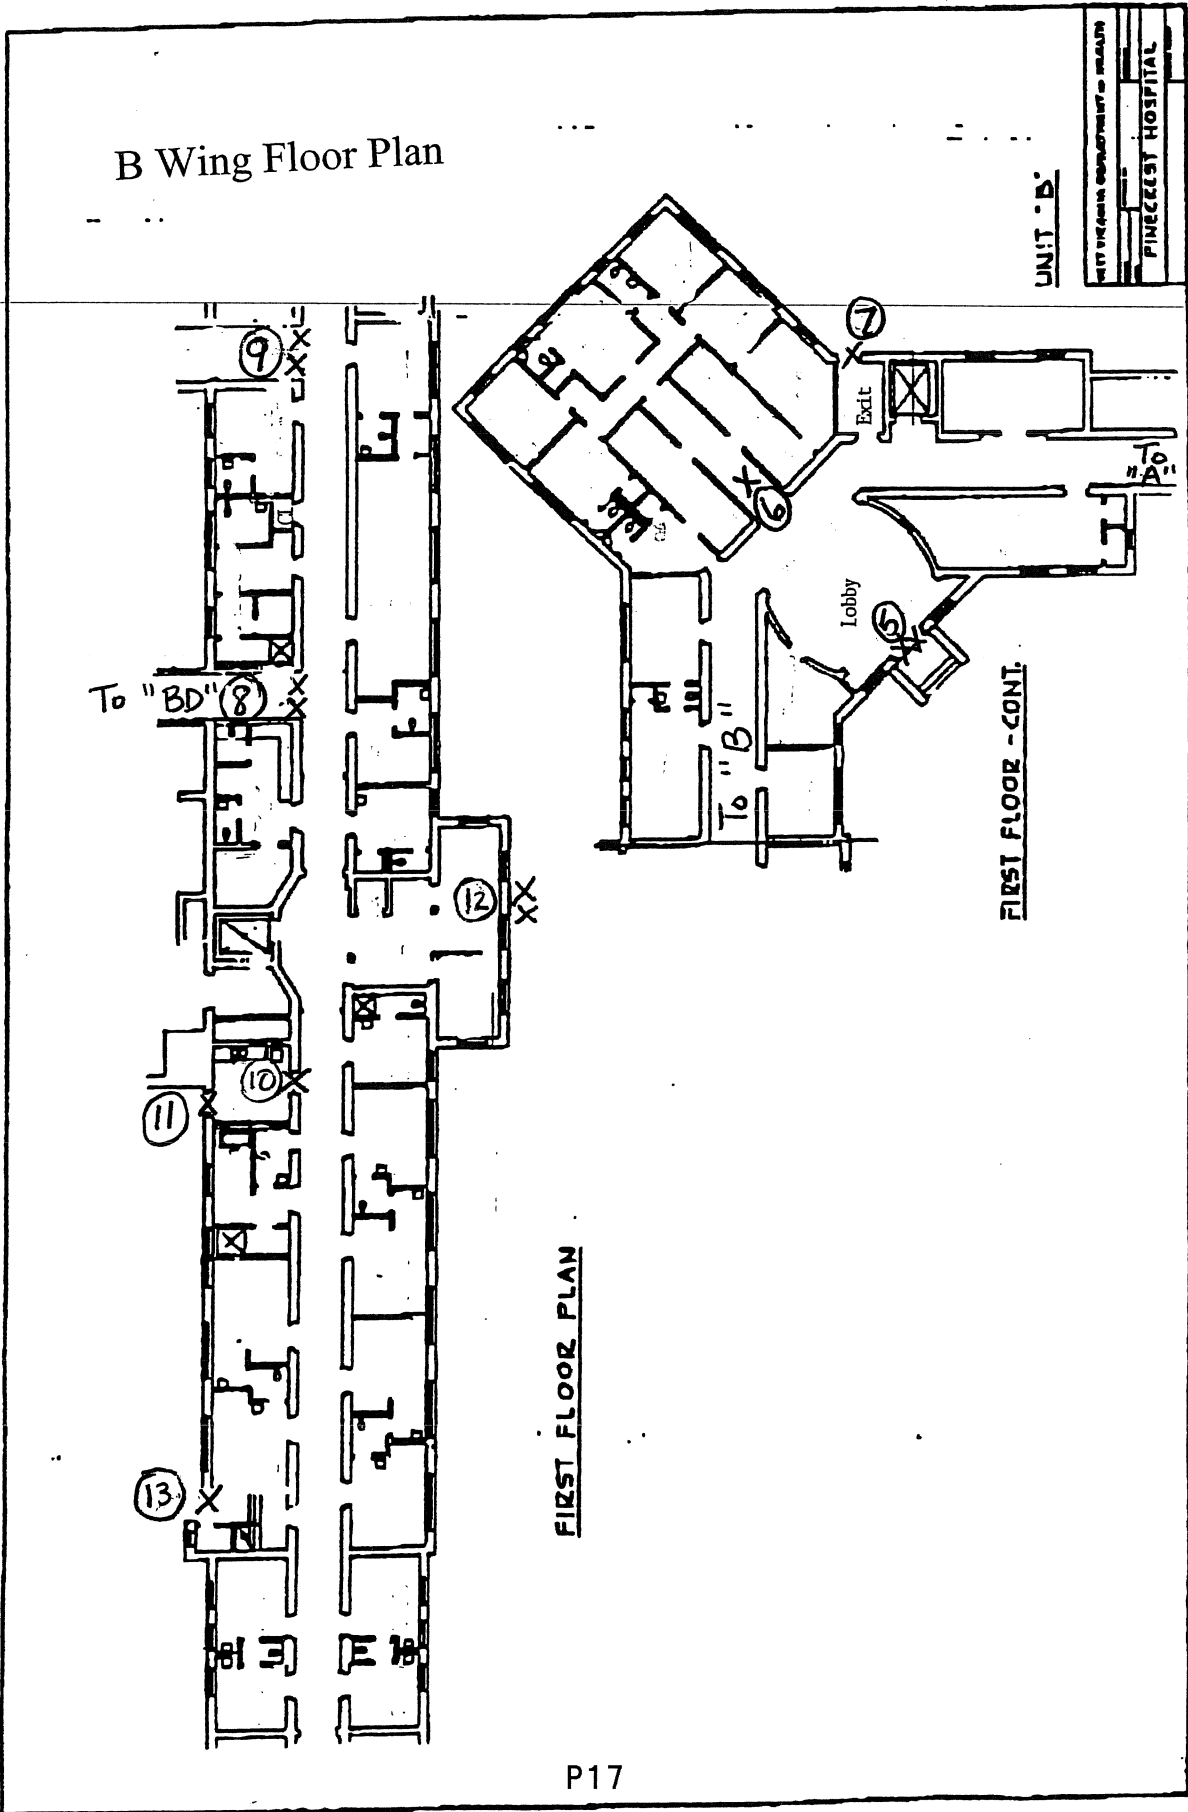 B Wing Floor Plan
UNIT "B"
PINECREST HOSPITAL
9
7
Exit
To
"A"
6
Lobby
5
To "BD" 8
To "B"
FIRST FLOOR - CONT.
12
10
11
FIRST FLOOR PLAN
13
P17